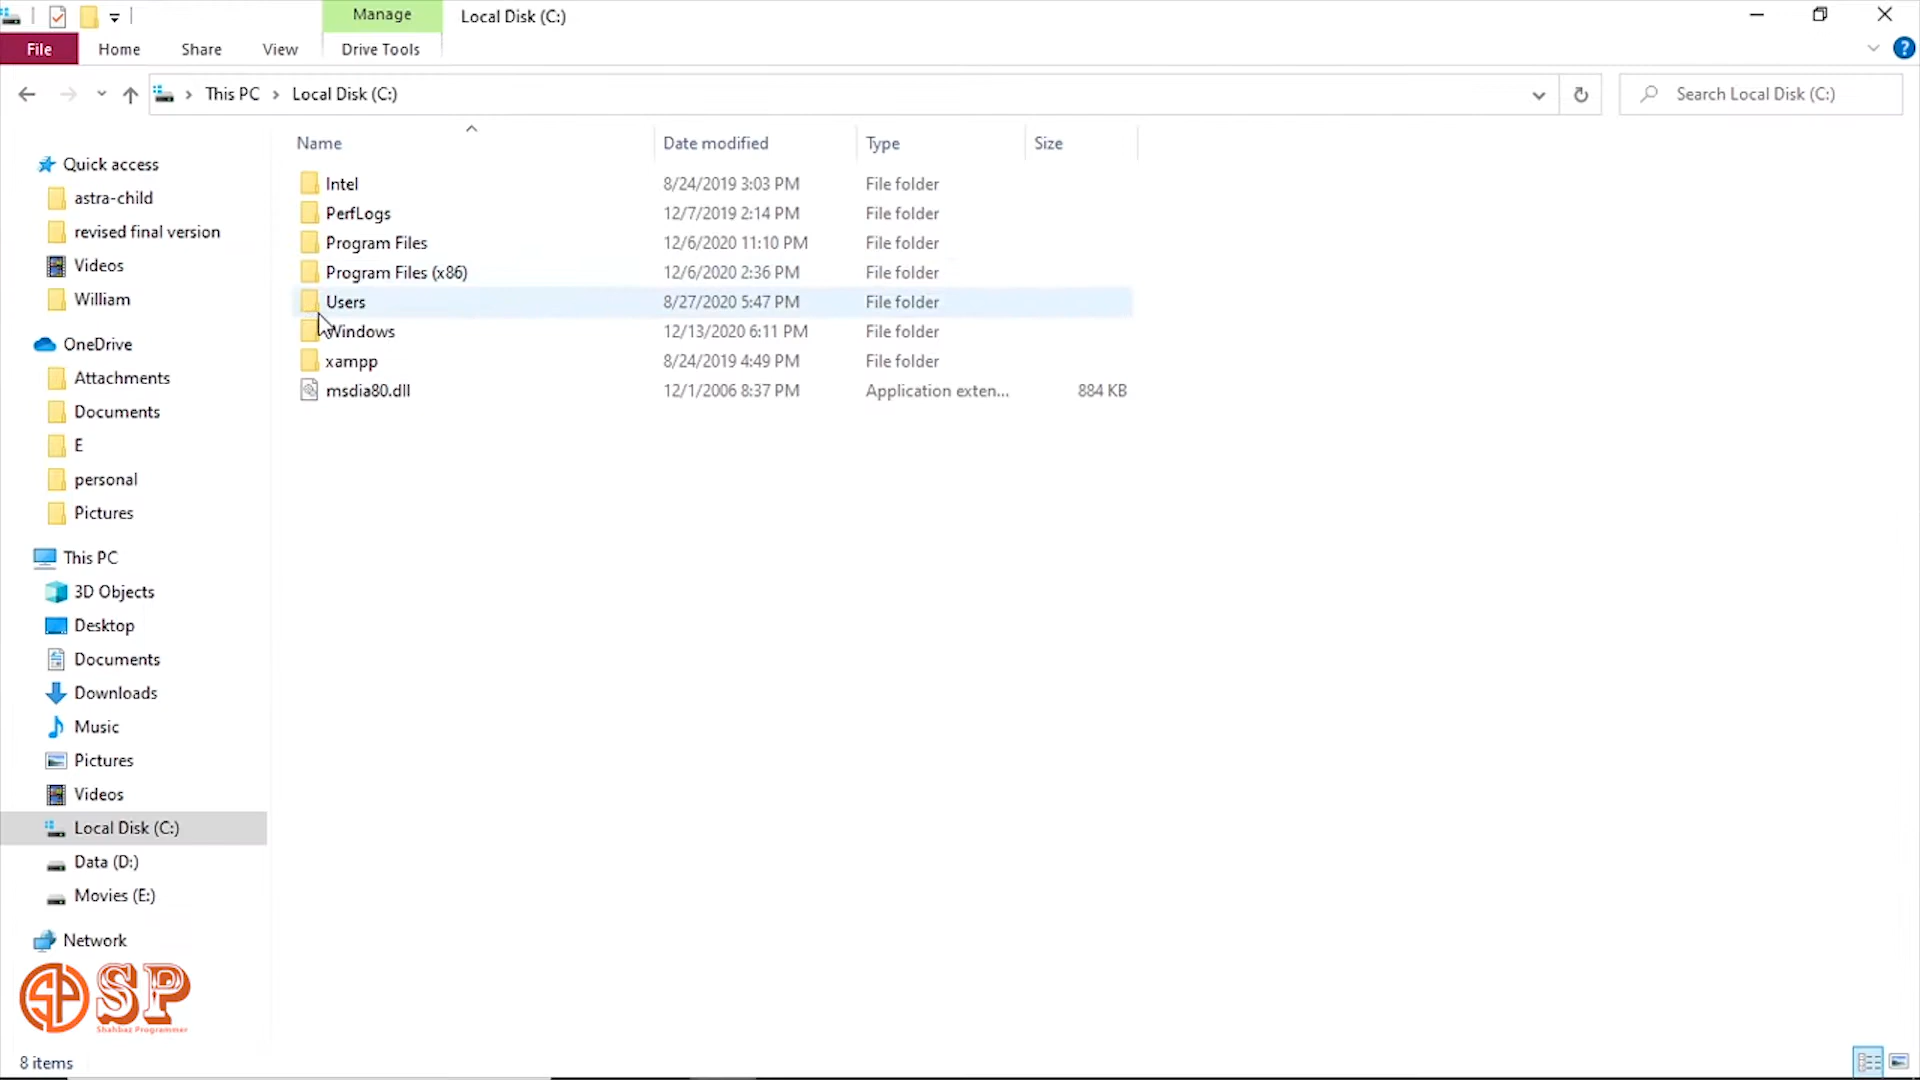 Manage Local Disk (C:)
File Home Share View Drive Tools
This PC Local Disk (C:) Search Local Disk (C:)
Name Date modified Type Size
Quick access
astra-child
revised final version
Videos
William
OneDrive
Attachments
Documents
E
personal
Pictures
This PC
3D Objects
Desktop
Documents
Downloads
Music
Pictures
Videos
Local Disk (C:)
Data (D:)
Movies (E:)
Network
Intel 8/24/2019 3:03 PM File folder
PerfLogs 12/7/2019 2:14 PM File folder
Program Files 12/6/2020 11:10 PM File folder
Program Files (x86) 12/6/2020 2:36 PM File folder
Users 8/27/2020 5:47 PM File folder
Windows 12/13/2020 6:11 PM File folder
xampp 8/24/2019 4:49 PM File folder
msdia80.dll 12/1/2006 8:37 PM Application exten... 884 KB
SP SP
Shahbaz Programmer
8 items